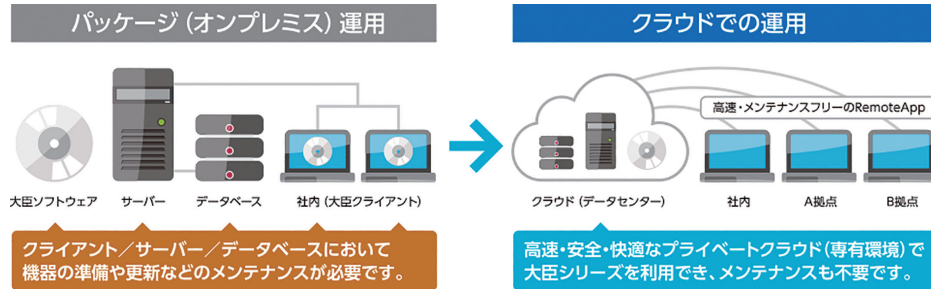 パッケージ（オンプレミス）運用
大臣ソフトウェア
サーバー
データベース
社内（大臣クライアント）
クライアント／サーバー／データベースにおいて
機器の準備や更新などのメンテナンスが必要です。
クラウドでの運用
高速・メンテナンスフリーのRemoteApp
クラウド（データセンター）
社内
A拠点
B拠点
高速・安全・快適なプライベートクラウド（専有環境）で
大臣シリーズを利用でき、メンテナンスも不要です。